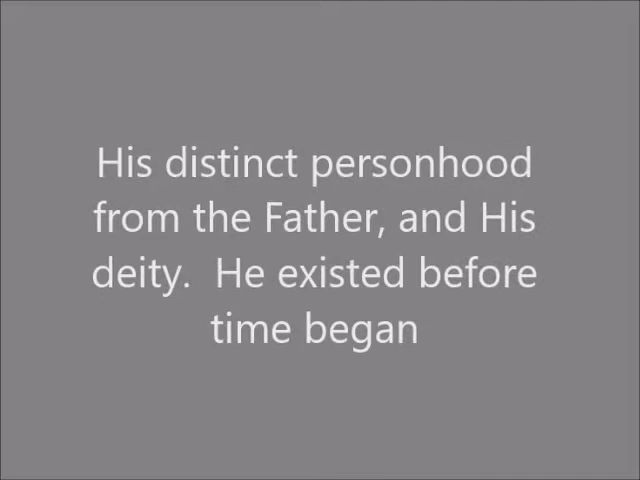 His distinct personhood
from the Father, and His
deity.  He existed before
time began